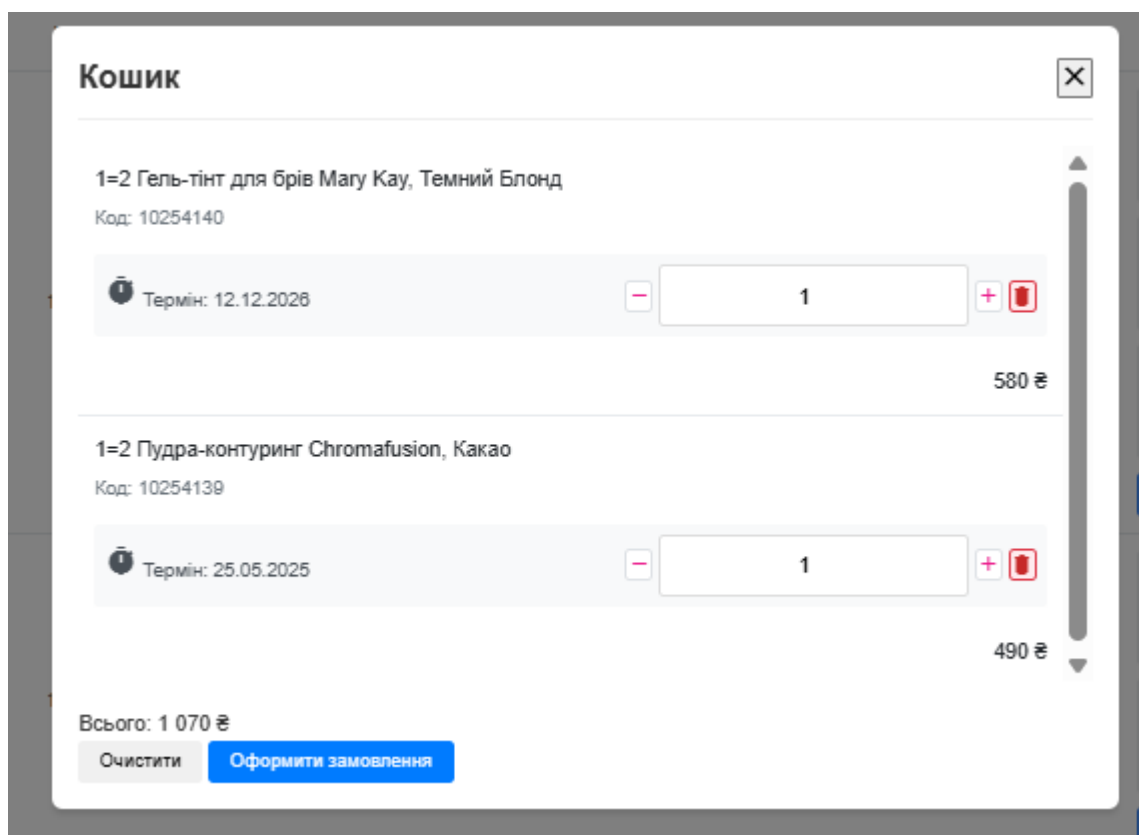 Кошик
1=2 Гель-тінт для брів Mary Kay, Темний Блонд
Код: 10254140
Термін: 12.12.2026
− 1 +
580 ₴
1=2 Пудра-контуринг Chromafusion, Какао
Код: 10254139
Термін: 25.05.2025
− 1 +
490 ₴
Всього: 1 070 ₴
Очистити Оформити замовлення